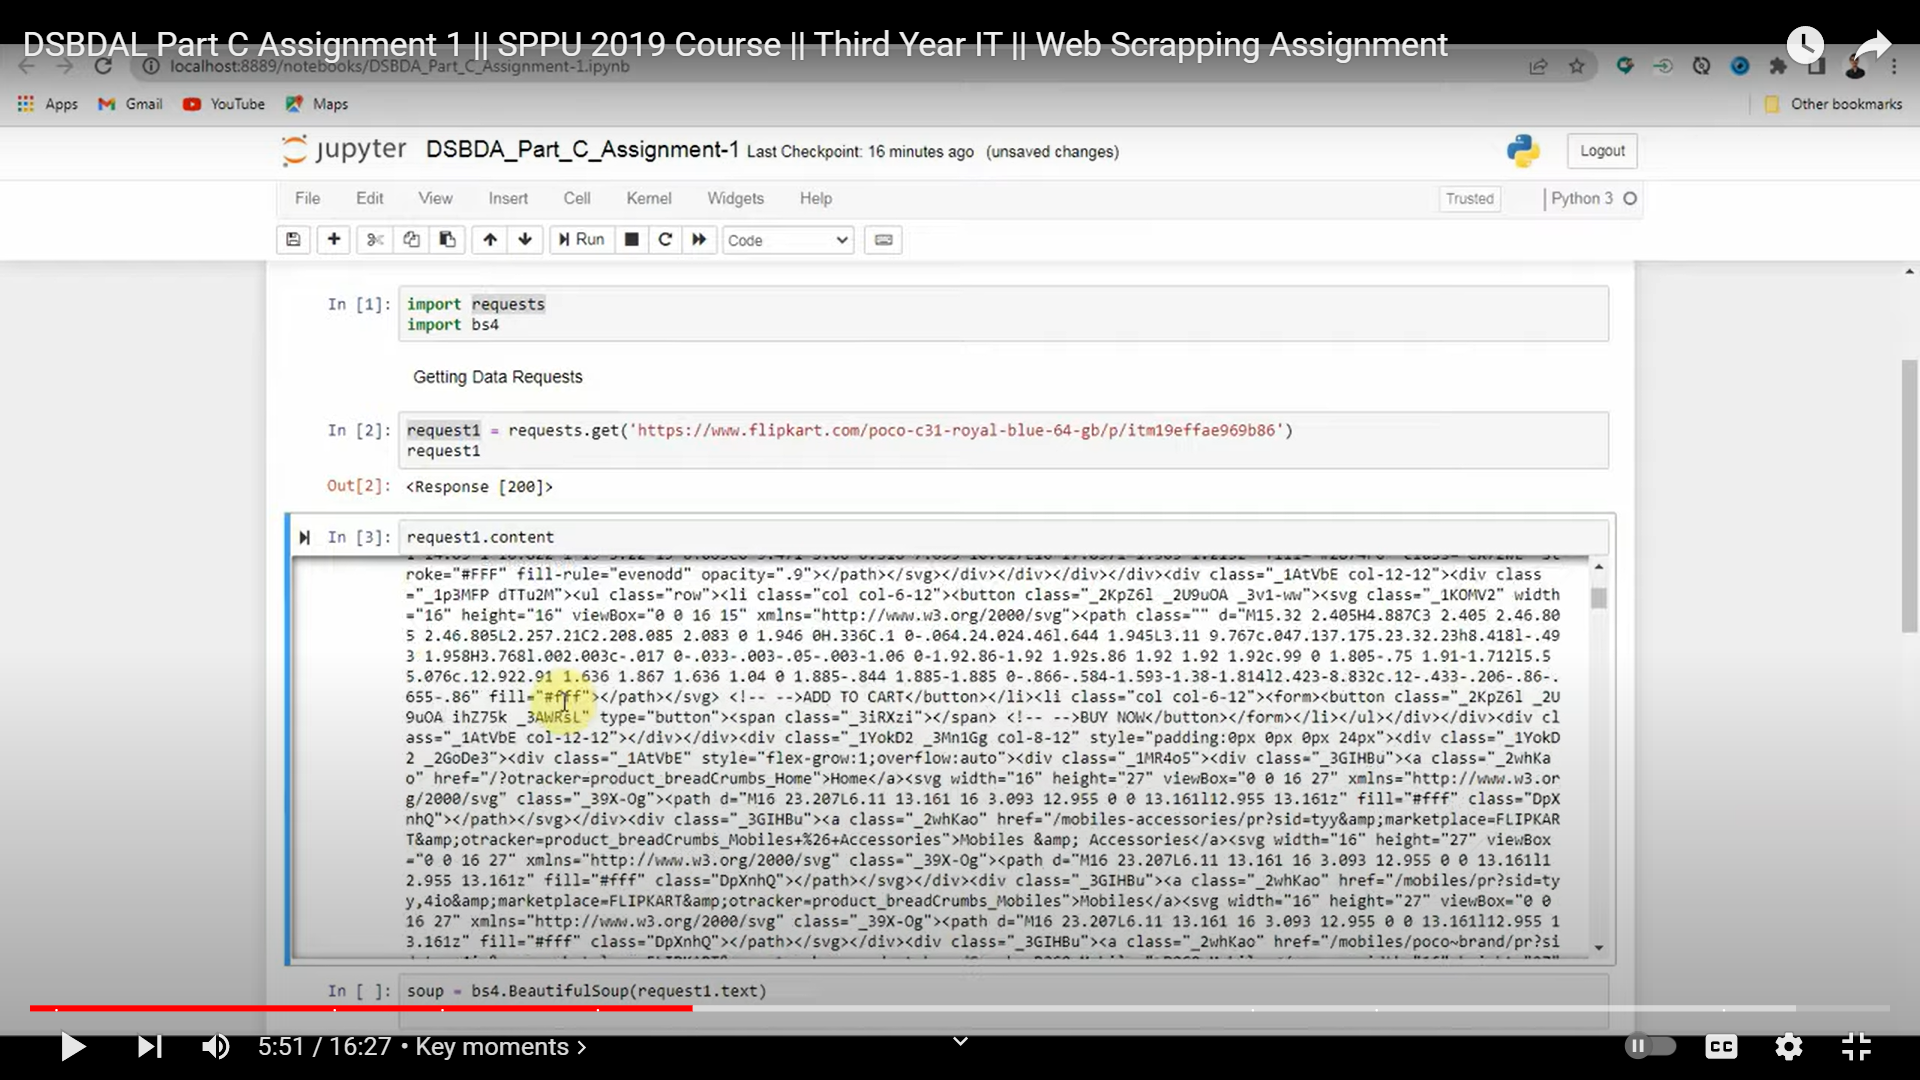 DSBDAL Part C Assignment 1 || SPPU 2019 Course || Third Year IT || Web Scrapping Assignment
localhost:8889/notebooks/DSBDA_Part_C_Assignment-1.ipynb
Apps Gmail YouTube Maps Other bookmarks
jupyter DSBDA_Part_C_Assignment-1 Last Checkpoint: 16 minutes ago (unsaved changes) Logout
File Edit View Insert Cell Kernel Widgets Help Trusted Python 3
Run Code
In [1]: import requests
import bs4
Getting Data Requests
In [2]: request1 = requests.get('https://www.flipkart.com/poco-c31-royal-blue-64-gb/p/itm19effae969b86')
request1
Out[2]: <Response [200]>
In [3]: request1.content
roke="#FFF" fill-rule="evenodd" opacity=".9"></path></svg></div></div></div></div><div class="_1AtVbE col-12-12"><div class
="_1p3MFP dTTu2M"><ul class="row"><li class="col col-6-12"><button class="_2KpZ6l _2U9uOA _3v1-ww"><svg class="_1KOMV2" width
="16" height="16" viewBox="0 0 16 15" xmlns="http://www.w3.org/2000/svg"><path class="" d="M15.32 2.405H4.887C3 2.405 2.46.80
5 2.46.805L2.257.21C2.208.085 2.083 0 1.946 0H.336C.1 0-.064.24.024.46l.644 1.945L3.11 9.767c.047.137.175.23.32.23h8.418l-.49
3 1.958H3.768l.002.003c-.017 0-.033-.003-.05-.003-1.06 0-1.92.86-1.92 1.92s.86 1.92 1.92 1.92c.99 0 1.805-.75 1.91-1.712l5.5
5.076c.12.922.91 1.636 1.867 1.636 1.04 0 1.885-.844 1.885-1.885 0-.866-.584-1.593-1.38-1.814l2.423-8.832c.12-.433-.206-.86-.
655-.86" fill="#fff"></path></svg> <!-- -->ADD TO CART</button></li><li class="col col-6-12"><form><button class="_2KpZ6l _2U
9uOA ihZ75k _3AWRsL" type="button"><span class="_3iRXzi"></span> <!-- -->BUY NOW</button></form></li></ul></div></div><div cl
ass="_1AtVbE col-12-12"></div></div><div class="_1YokD2 _3Mn1Gg col-8-12" style="padding:0px 0px 0px 24px"><div class="_1YokD
2 _2GoDe3"><div class="_1AtVbE" style="flex-grow:1;overflow:auto"><div class="_1MR4o5"><div class="_3GIHBu"><a class="_2whKa
o" href="/?otracker=product_breadCrumbs_Home">Home</a><svg width="16" height="27" viewBox="0 0 16 27" xmlns="http://www.w3.or
g/2000/svg" class="_39X-Og"><path d="M16 23.207L6.11 13.161 16 3.093 12.955 0 0 13.161l12.955 13.161z" fill="#fff" class="DpX
nhQ"></path></svg></div><div class="_3GIHBu"><a class="_2whKao" href="/mobiles-accessories/pr?sid=tyy&amp;marketplace=FLIPKAR
T&amp;otracker=product_breadCrumbs_Mobiles+%26+Accessories">Mobiles &amp; Accessories</a><svg width="16" height="27" viewBox
="0 0 16 27" xmlns="http://www.w3.org/2000/svg" class="_39X-Og"><path d="M16 23.207L6.11 13.161 16 3.093 12.955 0 0 13.161l1
2.955 13.161z" fill="#fff" class="DpXnhQ"></path></svg></div><div class="_3GIHBu"><a class="_2whKao" href="/mobiles/pr?sid=ty
y,4io&amp;marketplace=FLIPKART&amp;otracker=product_breadCrumbs_Mobiles">Mobiles</a><svg width="16" height="27" viewBox="0 0
16 27" xmlns="http://www.w3.org/2000/svg" class="_39X-Og"><path d="M16 23.207L6.11 13.161 16 3.093 12.955 0 0 13.161l12.955 1
3.161z" fill="#fff" class="DpXnhQ"></path></svg></div><div class="_3GIHBu"><a class="_2whKao" href="/mobiles/poco~brand/pr?si
In [ ]: soup = bs4.BeautifulSoup(request1.text)
5:51 / 16:27 • Key moments
CC